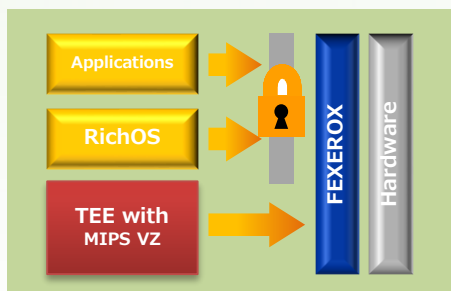 Applications
RichOS
TEE with
MIPS VZ
FEXEROX
Hardware